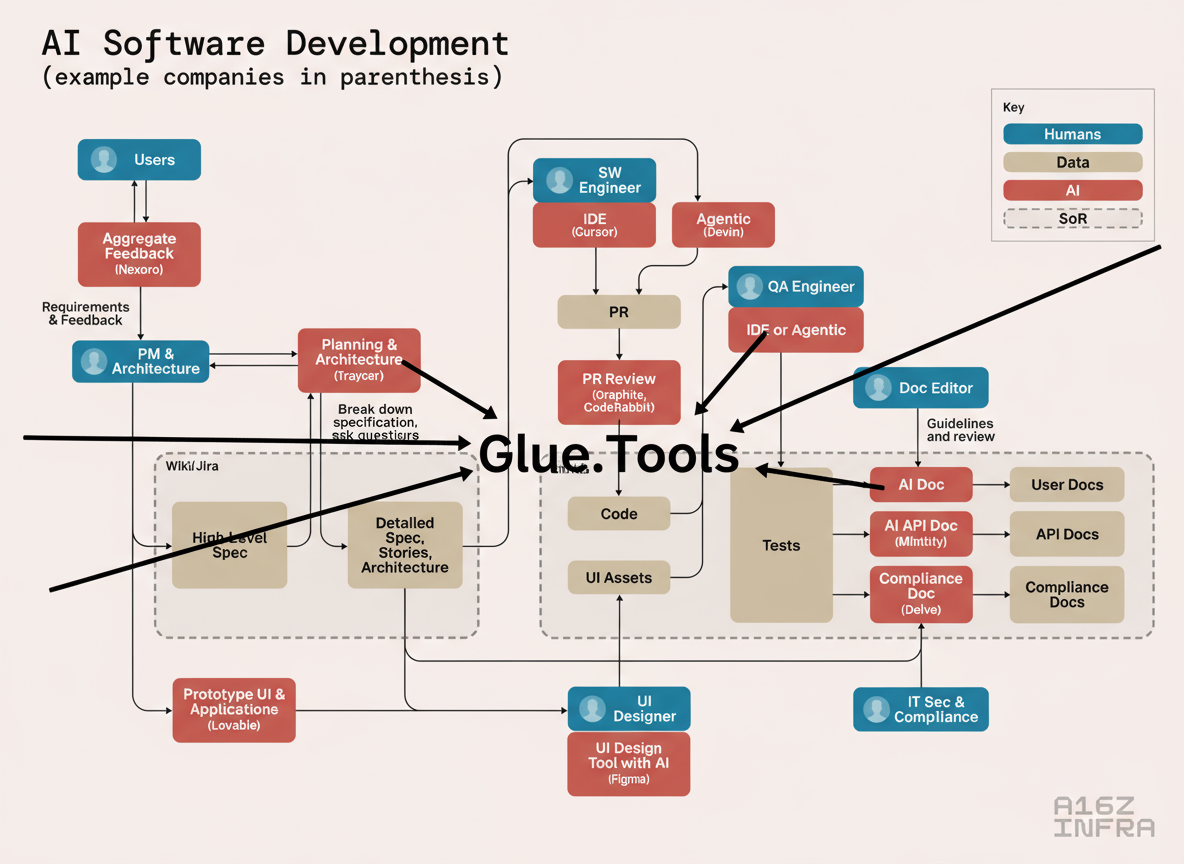 AI Software Development
(example companies in parenthesis)
Key
Humans
Data
AI
SoR
Users
Aggregate
Feedback
(Nexoro)
Requirements
& Feedback
PM &
Architecture
Planning &
Architecture
(Traycer)
Break down
specification,
ask questions
SW
Engineer
IDE
(Cursor)
Agentic
(Devin)
PR
PR Review
(Oraphite,
CodeRabbit)
QA Engineer
IDE or Agentic
Doc Editor
Guidelines
and review
Glue.Tools
Wiki/Jira
High Level
Spec
Detailed
Spec,
Stories,
Architecture
Code
UI Assets
Tests
AI Doc
User Docs
AI API Doc
API Docs
Compliance
Doc
(Delve)
Compliance
Docs
Prototype UI &
Applicatione
(Lovable)
UI
Designer
UI Design
Tool with AI
(Figrma)
IT Sec &
Compliance
A16Z
INFRA